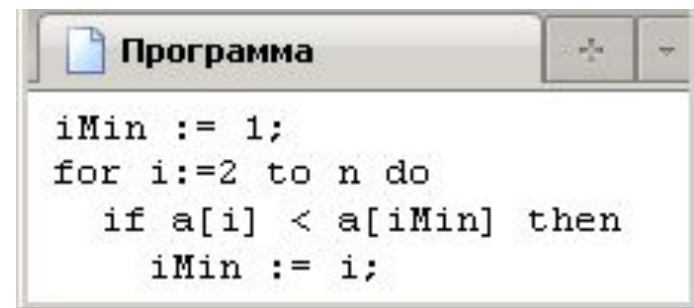 Программа
iMin := 1;
for i:=2 to n do
if a[i] < a[iMin] then
iMin := i;